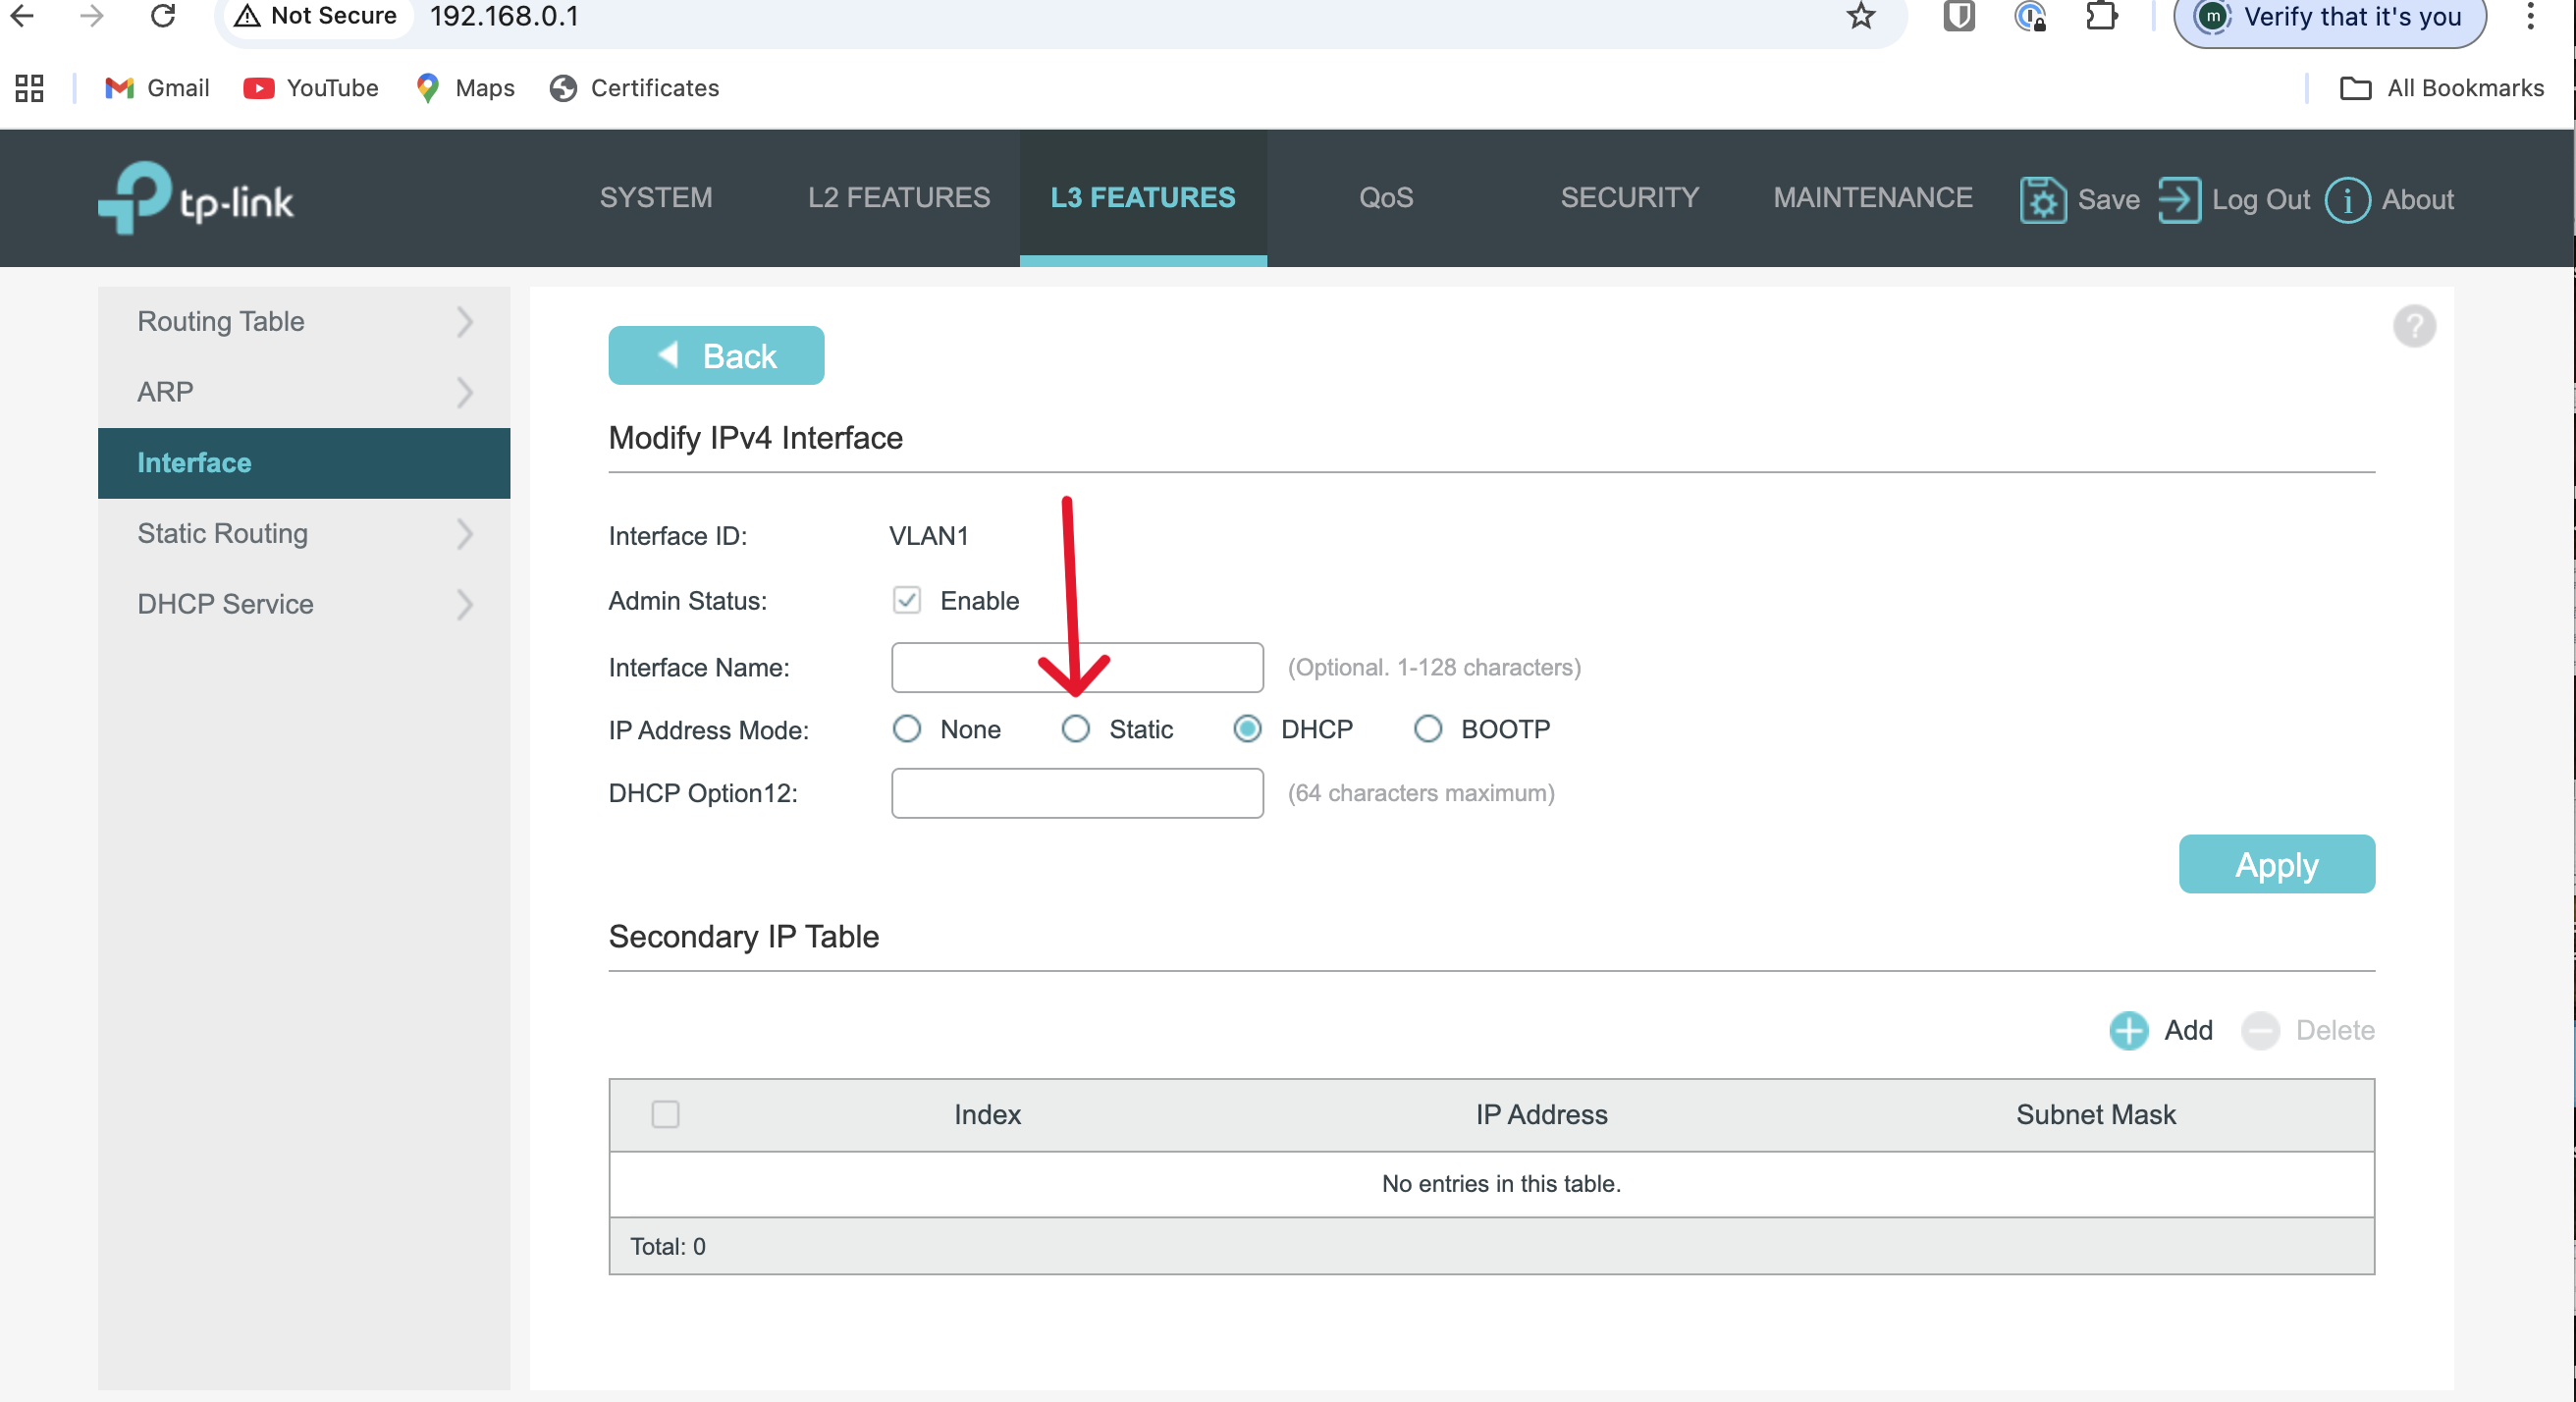 Not Secure 192.168.0.1 m Verify that it's you
Gmail YouTube Maps Certificates All Bookmarks
tp-link SYSTEM L2 FEATURES L3 FEATURES QoS SECURITY MAINTENANCE Save Log Out i About
Routing Table
ARP
Interface
Static Routing
DHCP Service
?
Back
Modify IPv4 Interface
Interface ID: VLAN1
Admin Status: Enable
Interface Name: (Optional. 1-128 characters)
IP Address Mode: None Static DHCP BOOTP
DHCP Option12: (64 characters maximum)
Apply
Secondary IP Table
Add Delete
Index IP Address Subnet Mask
No entries in this table.
Total: 0